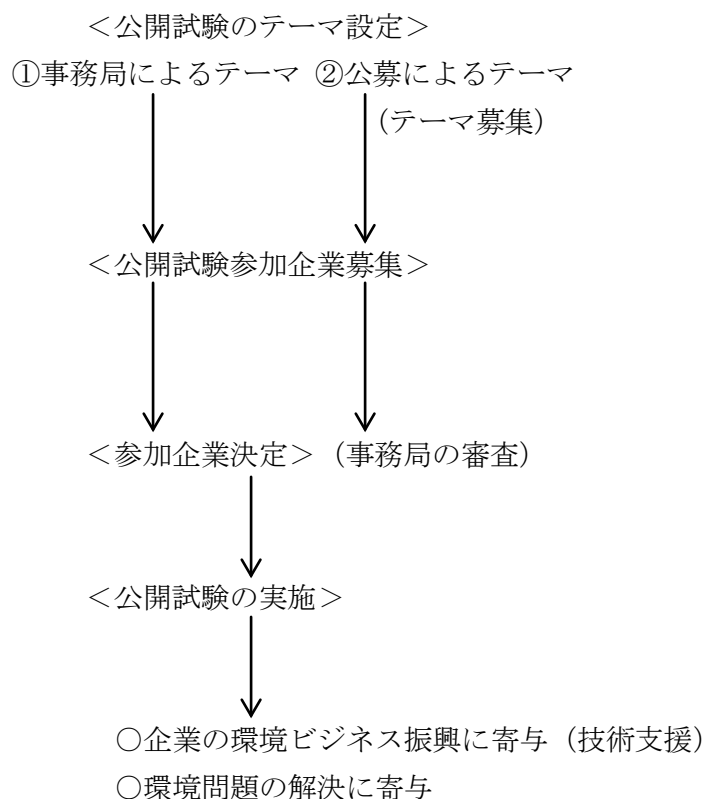 ＜公開試験のテーマ設定＞
①事務局によるテーマ ②公募によるテーマ
（テーマ募集）
＜公開試験参加企業募集＞
＜参加企業決定＞（事務局の審査）
＜公開試験の実施＞
○企業の環境ビジネス振興に寄与（技術支援）
○環境問題の解決に寄与